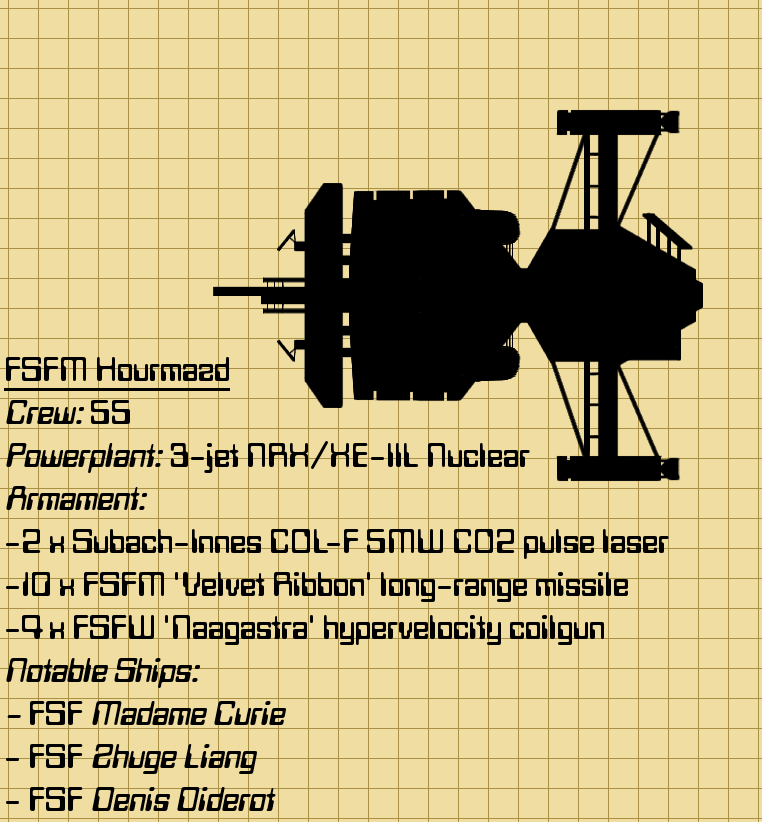 FSFM Hourmazd
Crew: 55
Powerplant: 3-jet NRX/XE-11L Nuclear
Armament:
-2 x Subach-Innes COL-F 5MW CO2 pulse laser
-10 x FSFM 'Velvet Ribbon' long-range missile
-4 x FSFW 'Naagastra' hypervelocity coilgun
Notable Ships:
- FSF Madame Curie
- FSF Zhuge Liang
- FSF Denis Diderot